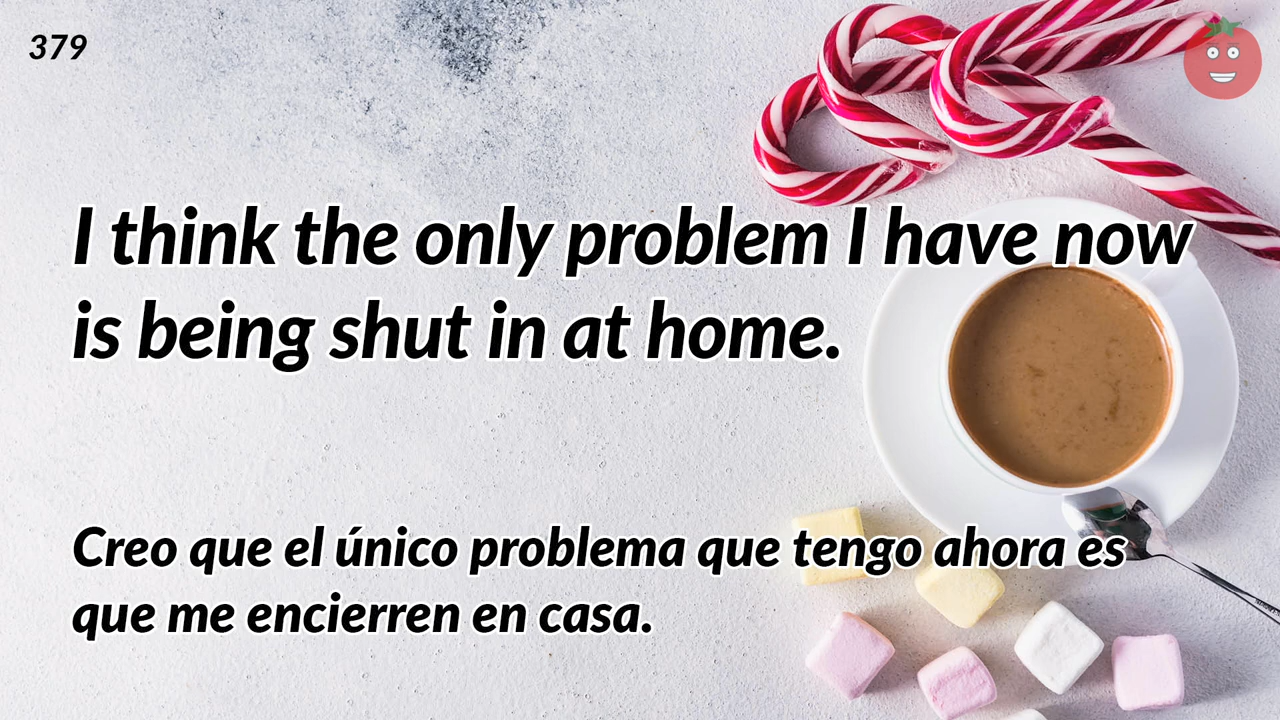 379
I think the only problem I have now
is being shut in at home.
Creo que el único problema que tengo ahora es
que me encierren en casa.